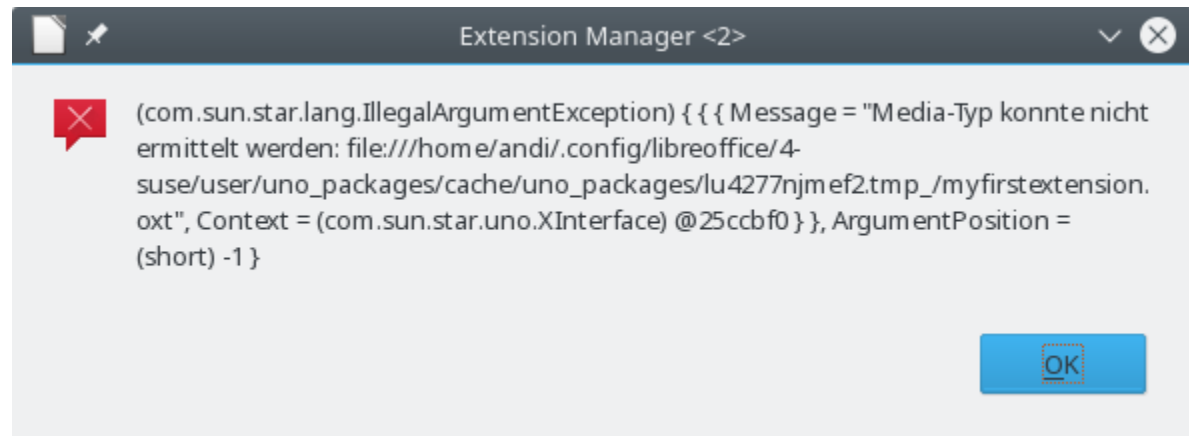 Extension Manager <2>
(com.sun.star.lang.IllegalArgumentException) { { { Message = "Media-Typ konnte nicht
ermittelt werden: file:///home/andi/.config/libreoffice/4-
suse/user/uno_packages/cache/uno_packages/lu4277njmef2.tmp_/myfirstextension.
oxt", Context = (com.sun.star.uno.XInterface) @25ccbf0 } }, ArgumentPosition =
(short) -1 }
OK